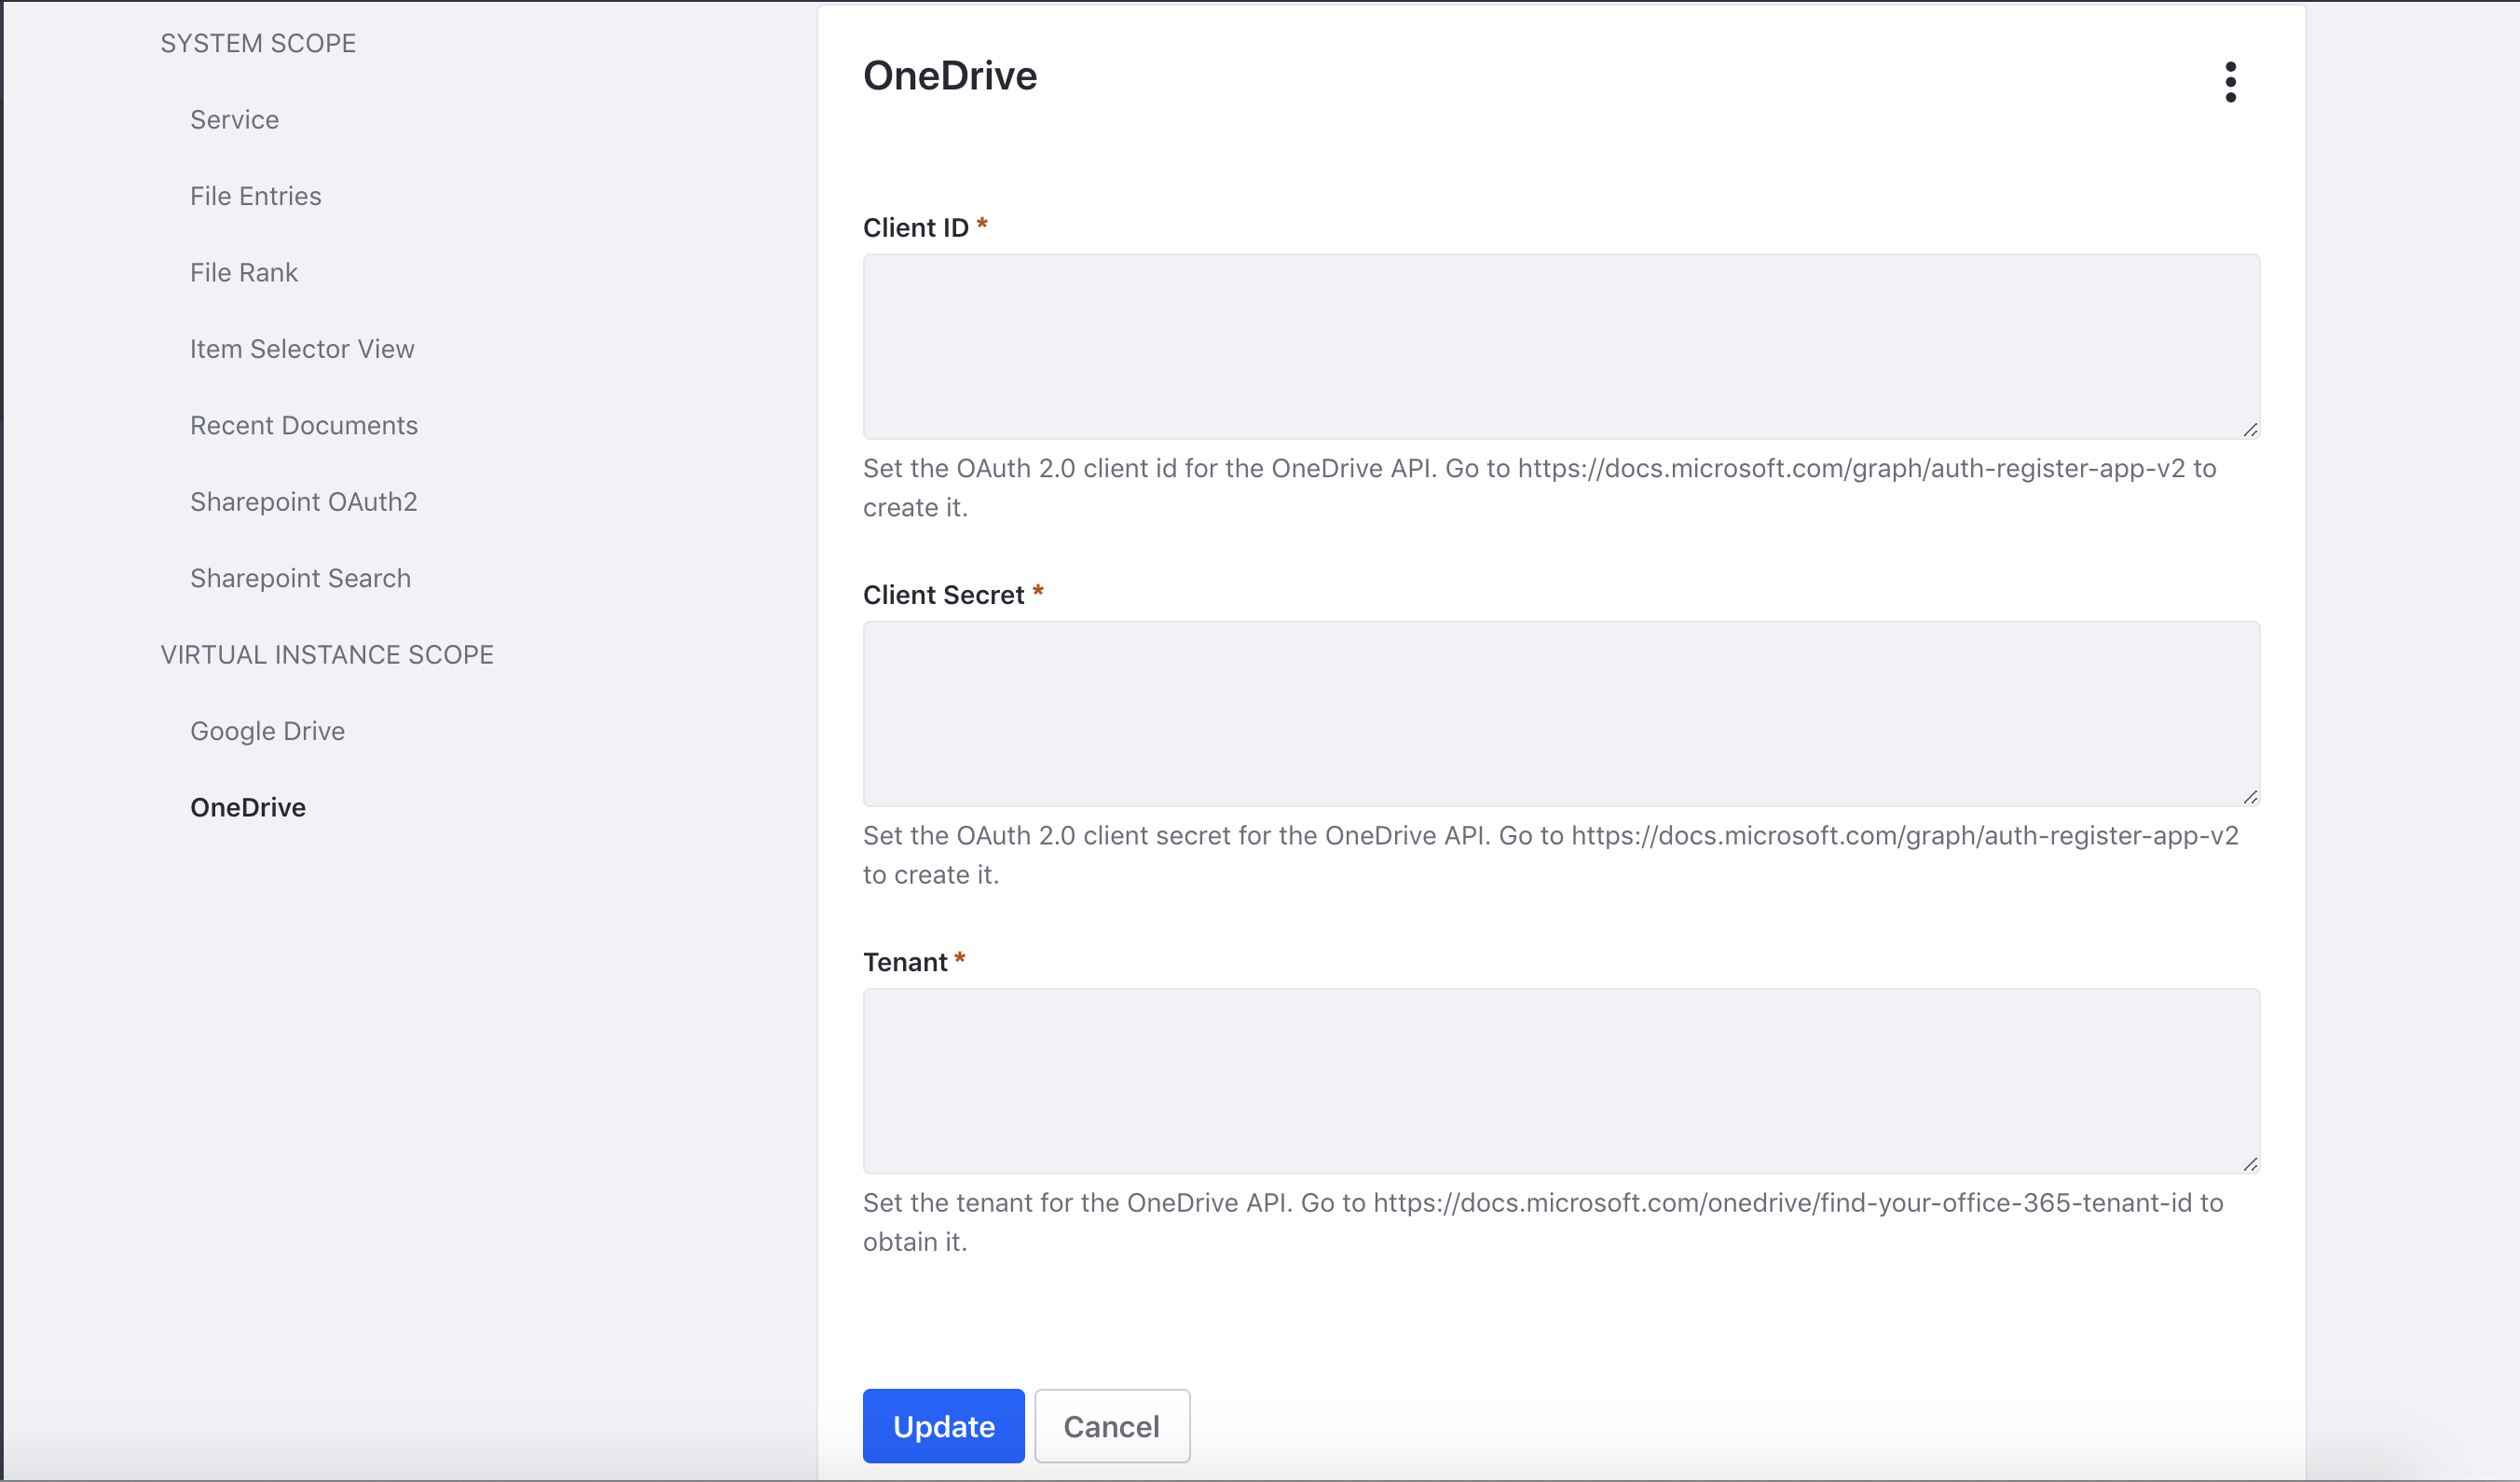 SYSTEM SCOPE
Service
File Entries
File Rank
Item Selector View
Recent Documents
Sharepoint OAuth2
Sharepoint Search
VIRTUAL INSTANCE SCOPE
Google Drive
OneDrive
OneDrive
Client ID *
Set the OAuth 2.0 client id for the OneDrive API. Go to https://docs.microsoft.com/graph/auth-register-app-v2 to
create it.
Client Secret *
Set the OAuth 2.0 client secret for the OneDrive API. Go to https://docs.microsoft.com/graph/auth-register-app-v2
to create it.
Tenant *
Set the tenant for the OneDrive API. Go to https://docs.microsoft.com/onedrive/find-your-office-365-tenant-id to
obtain it.
Update Cancel